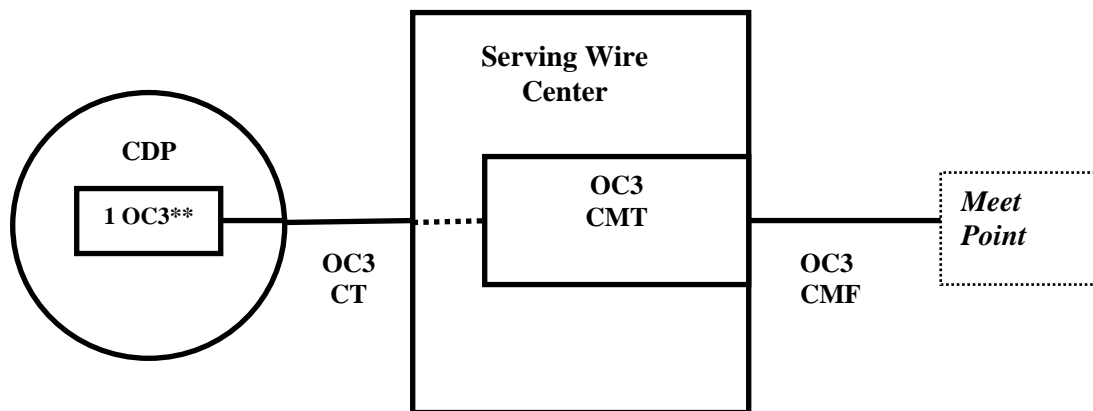 Serving Wire
Center
CDP
1 OC3**
OC3
CT
OC3
CMT
OC3
CMF
Meet
Point